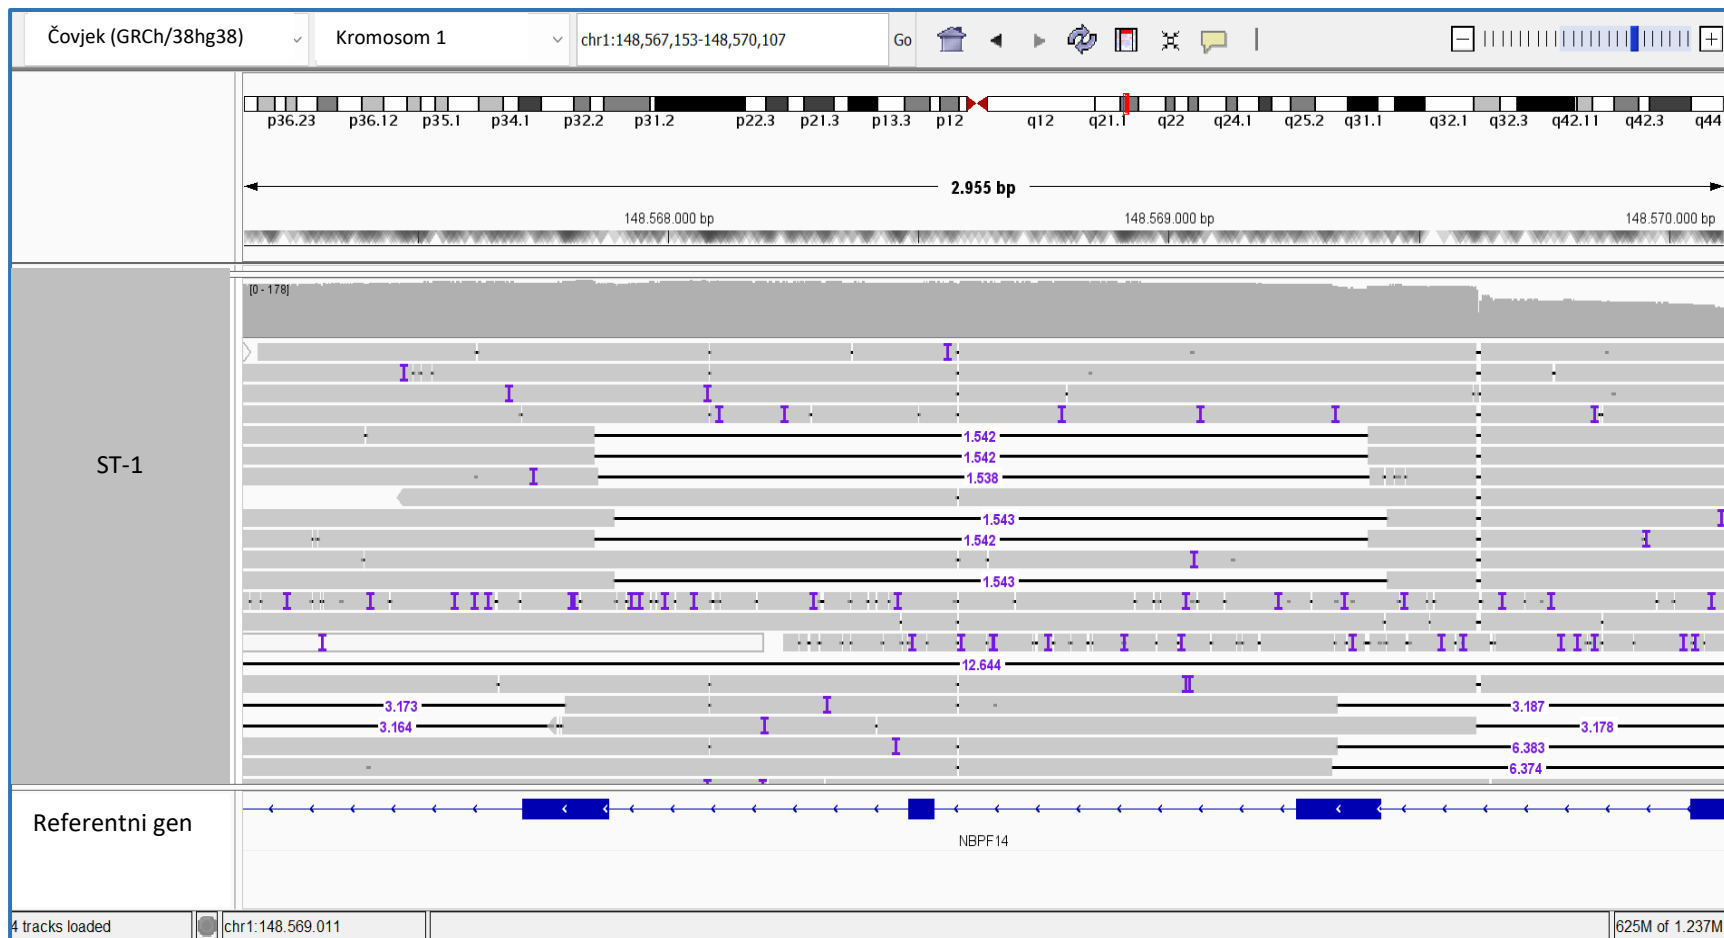 Čovjek (GRCh/38hg38) Kromosom 1 chr1:148,567,153-148,570,107 Go
p36.23 p36.12 p35.1 p34.1 p32.2 p31.2 p22.3 p21.3 p13.3 p12 q12 q21.1 q22 q24.1 q25.2 q31.1 q32.1 q32.3 q42.11 q42.3 q44
2.955 bp
148.568.000 bp 148.569.000 bp 148.570.000 bp
[0 - 178]
1.542
1.542
ST-1
1.538
1.543
1.542
1.543
12.644
3.173 3.187
3.164 3.178
6.383
6.374
Referentni gen
NBPF14
4 tracks loaded chr1:148.569.011 625M of 1.237M